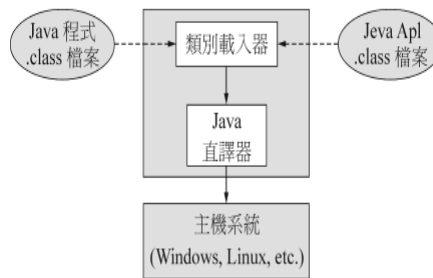 Java 程式
.class 檔案
類別載入器
Jeva Apl
.class 檔案
Java
直譯器
主機系統
(Windows, Linux, etc.)